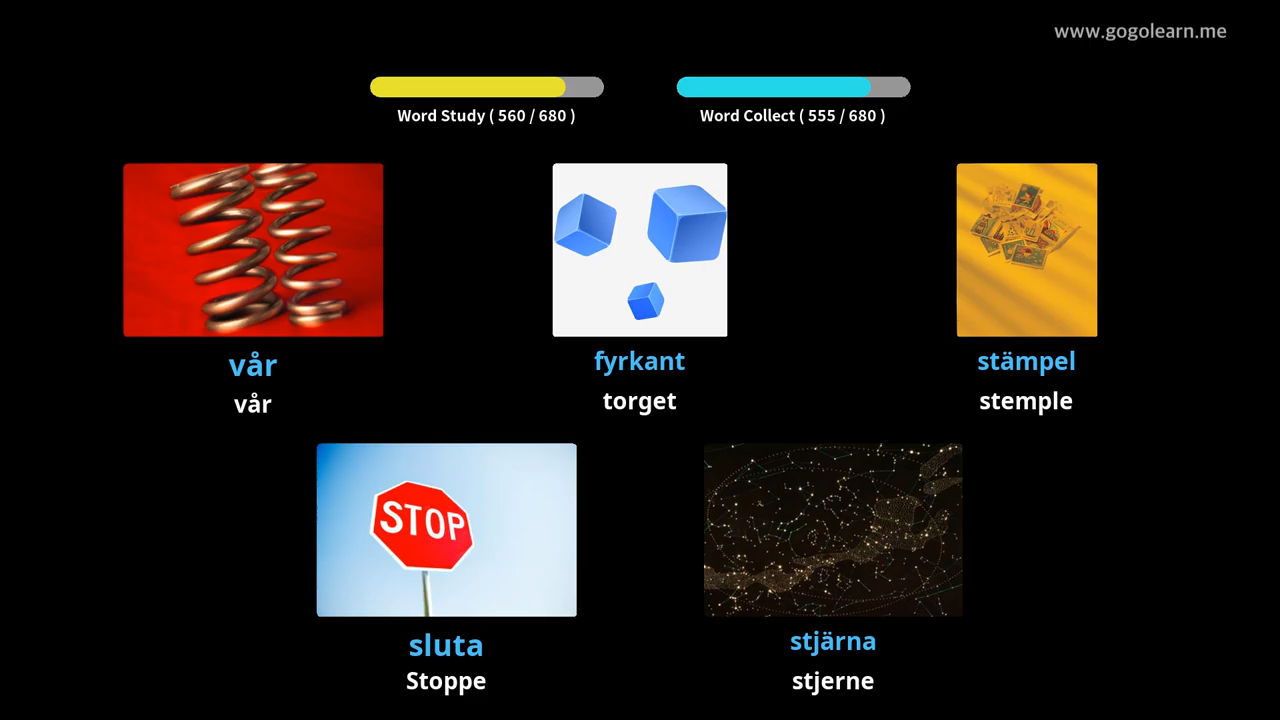 www.gogolearn.me
Word Study ( 560 / 680 )
Word Collect ( 555 / 680 )
vår
fyrkant
stämpel
vår
torget
stemple
STOP
sluta
stjärna
Stoppe
stjerne